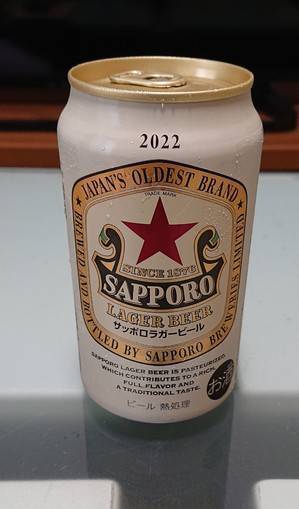 2022
★ JAPAN'S OLDEST BRAND ★
TRADE MARK
SINCE 1876
SAPPORO
LAGER BEER
サッポロラガービール
BREWED AND BOTTLED BY SAPPORO BREWERIES LIMITED
SAPPORO LAGER BEER IS PASTEURIZED,
WHICH CONTRIBUTES TO A RICH,
FULL FLAVOR AND
A TRADITIONAL TASTE.
お酒
ビール 熱処理